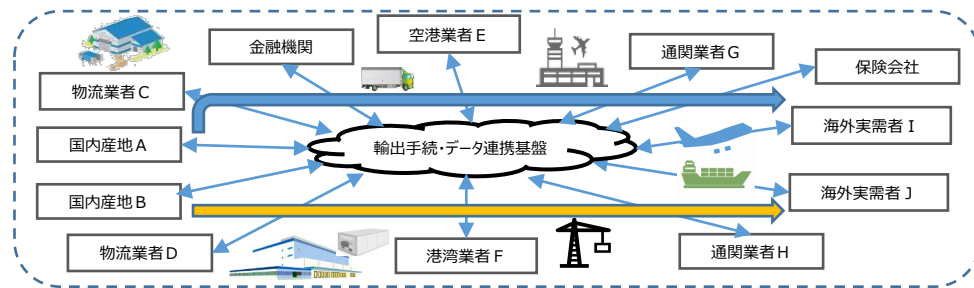 金融機関
空港業者E
通関業者G
保険会社
物流業者C
国内産地A
輸出手続・データ連携基盤
海外実需者I
国内産地B
海外実需者J
物流業者D
港湾業者F
通関業者H